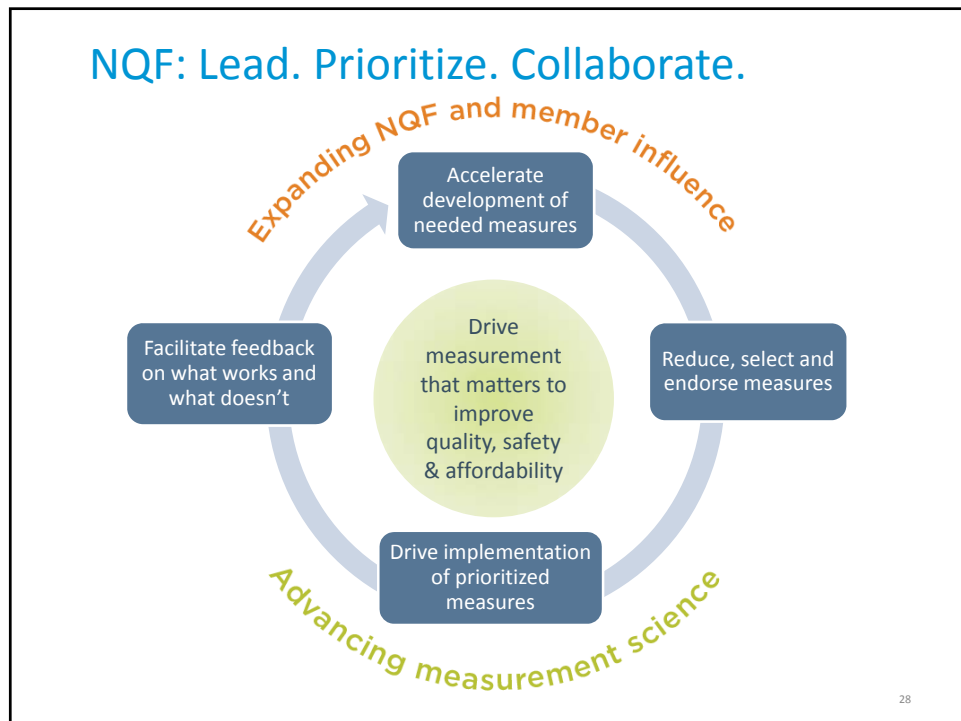 NQF: Lead. Prioritize. Collaborate.
Expanding NQF and member influence
Accelerate
development of
needed measures
Facilitate feedback
on what works and
what doesn’t
Drive
measurement
that matters to
improve
quality, safety
& affordability
Reduce, select and
endorse measures
Drive implementation
of prioritized
measures
Advancing measurement science
28